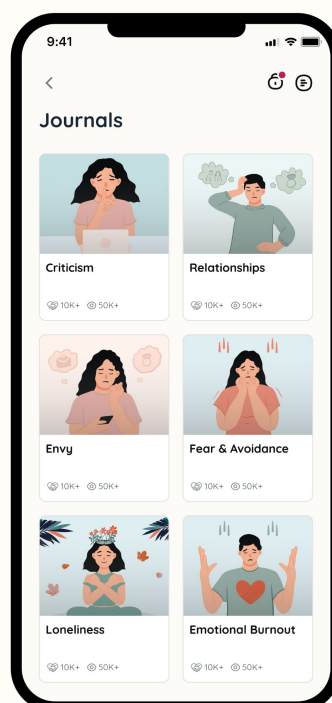 9:41
Journals
Criticism
10K+ 50K+
Relationships
10K+ 50K+
Envy
10K+ 50K+
Fear & Avoidance
10K+ 50K+
Loneliness
10K+ 50K+
Emotional Burnout
10K+ 50K+